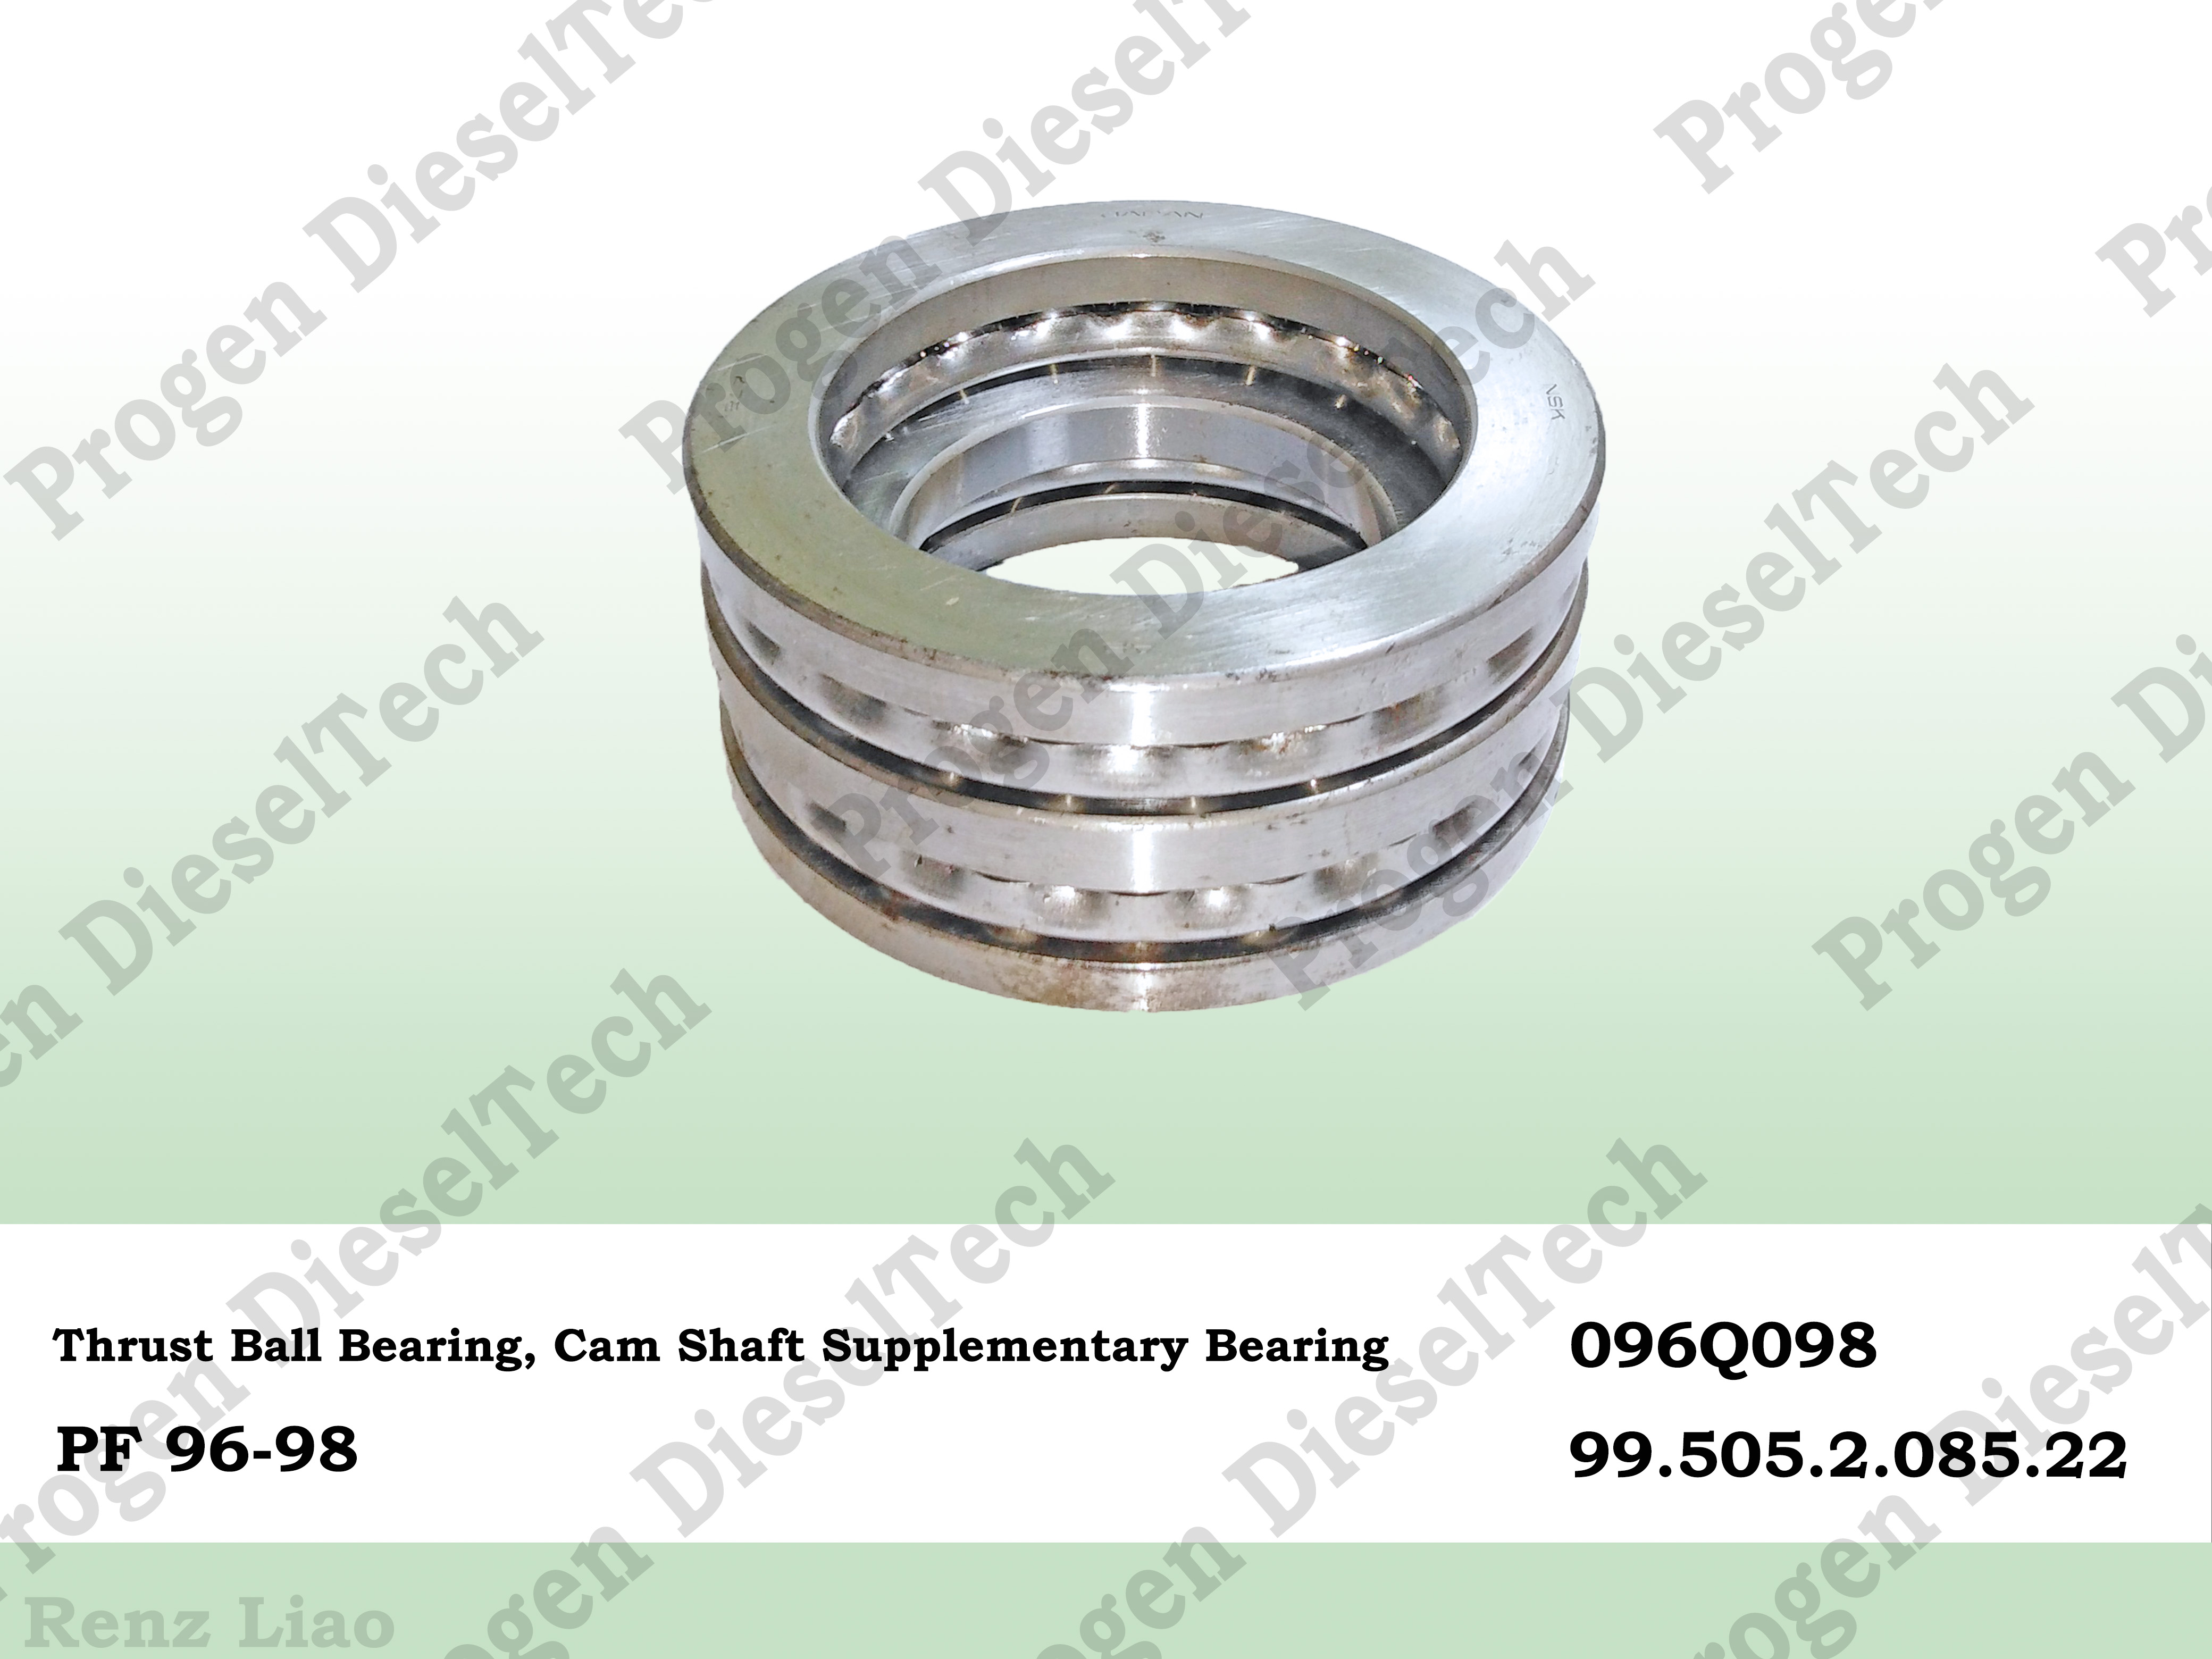 Progen DieselTech
JAPAN
NSK
Thrust Ball Bearing, Cam Shaft Supplementary Bearing
096Q098
PF 96-98
99.505.2.085.22
Renz Liao